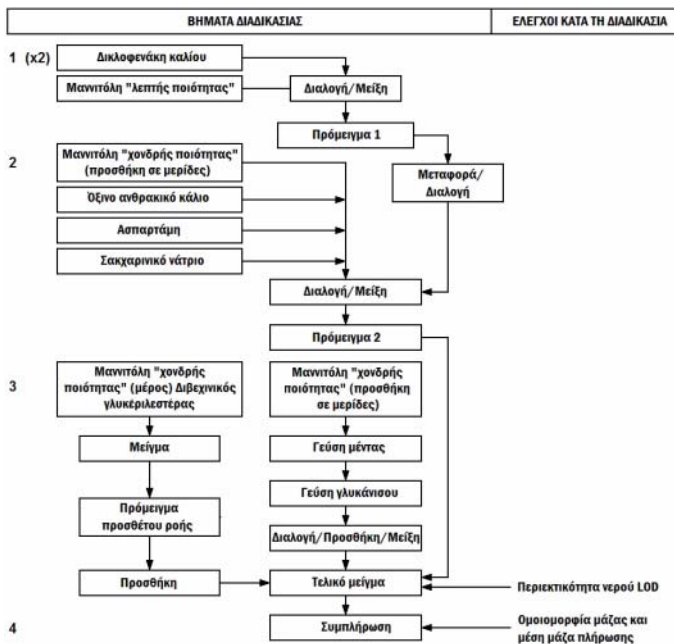 ΒΗΜΑΤΑ ΔΙΑΔΙΚΑΣΙΑΣ
ΕΛΕΓΧΟΙ ΚΑΤΑ ΤΗ ΔΙΑΔΙΚΑΣΙΑ
1 (x2)
Δικλοφενάκη καλίου
Μαννιτόλη "λεπτής ποιότητας"
Διαλογή/Μείξη
Πρόμειγμα 1
2
Μαννιτόλη "χονδρής ποιότητας"
(προσθήκη σε μερίδες)
Μεταφορά/
Διαλογή
Όξινο ανθρακικό κάλιο
Ασπαρτάμη
Σακχαρινικό νάτριο
Διαλογή/Μείξη
Πρόμειγμα 2
3
Μαννιτόλη "χονδρής
ποιότητας" (μέρος) Διβεχινικός
γλυκέριλεστέρας
Μαννιτόλη "χονδρής
ποιότητας" (προσθήκη
σε μερίδες)
Μείγμα
Γεύση μέντας
Γεύση γλυκάνισου
Πρόμειγμα
προσθέτου ροής
Διαλογή/Προσθήκη/Μείξη
Προσθήκη
Τελικό μείγμα
Περιεκτικότητα νερού LOD
4
Συμπλήρωση
Ομοιομορφία μάζας και
μέση μάζα πλήρωσης